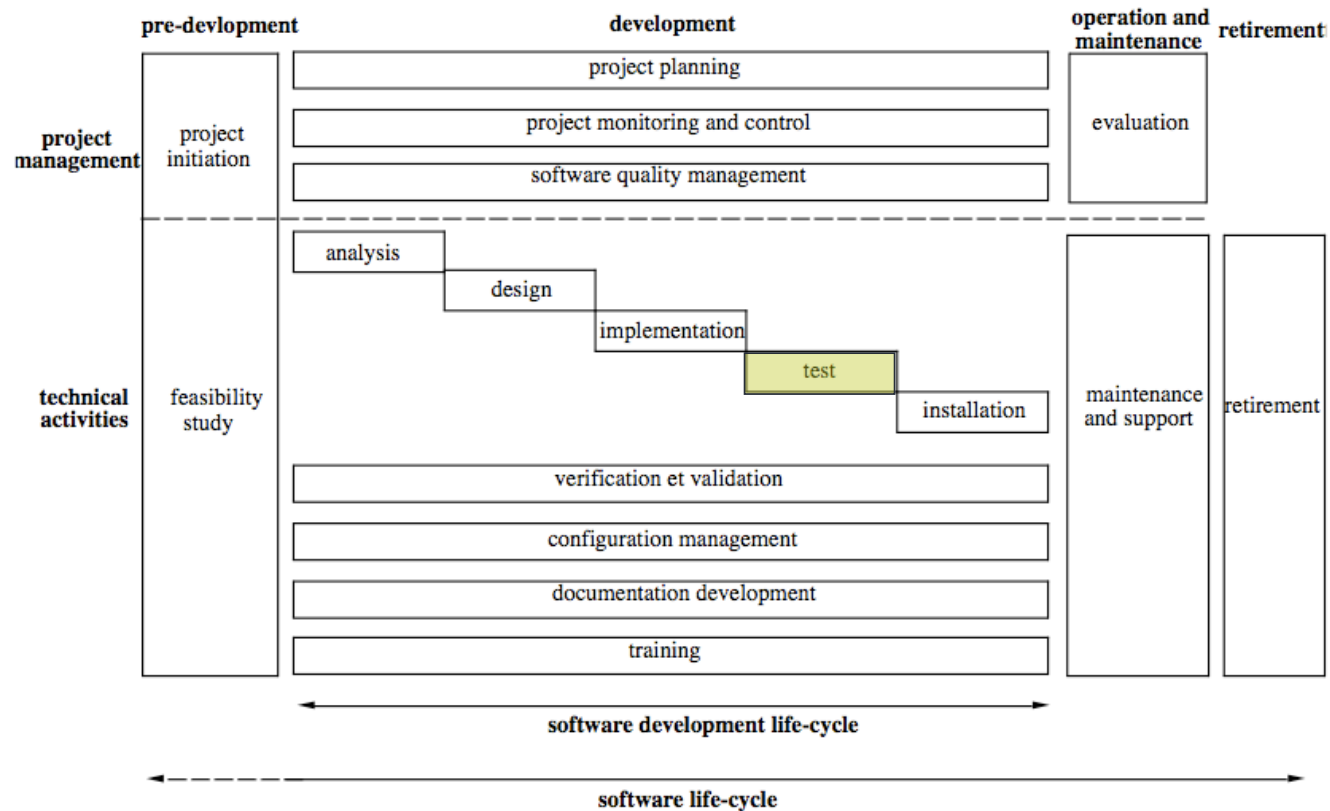 pre-devlopment
development
operation and
maintenance
retirement
project
management
project
initiation
project planning
project monitoring and control
software quality management
evaluation
technical
activities
feasibility
study
analysis
design
implementation
test
installation
verification et validation
configuration management
documentation development
training
maintenance
and support
retirement
software development life-cycle
software life-cycle